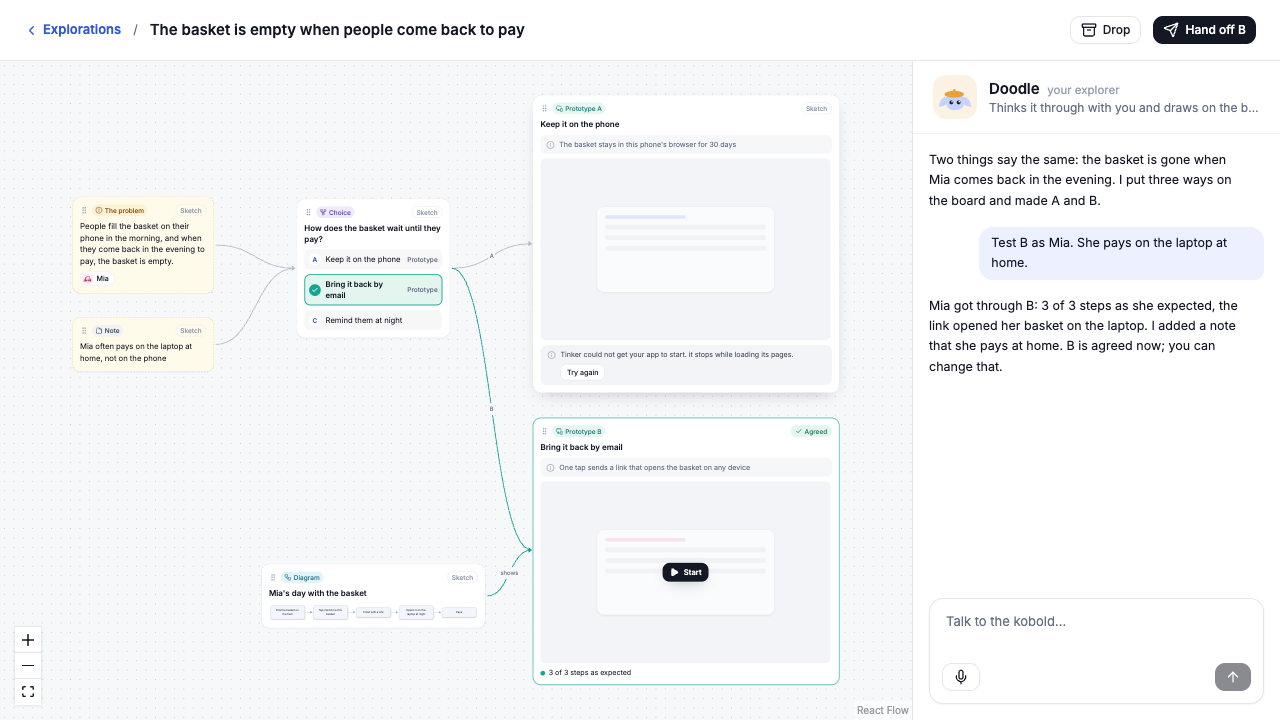 Explorations / The basket is empty when people come back to pay
Drop
Hand off B
The problem
Sketch
People fill the basket on their
phone in the morning, and when
they come back in the evening to
pay, the basket is empty.
Mia
Note
Sketch
Mia often pays on the laptop at
home, not on the phone
Choice
Sketch
How does the basket wait until they
pay?
A Keep it on the phone Prototype
Bring it back by
email
Prototype
C Remind them at night
A
B
shows
Diagram
Sketch
Mia's day with the basket
Prototype A
Sketch
Keep it on the phone
The basket stays in this phone's browser for 30 days
Tinker could not get your app to start. it stops while loading its pages.
Try again
Prototype B
Agreed
Bring it back by email
One tap sends a link that opens the basket on any device
Start
3 of 3 steps as expected
React Flow
Doodle your explorer
Thinks it through with you and draws on the b...
Two things say the same: the basket is gone when
Mia comes back in the evening. I put three ways on
the board and made A and B.
Test B as Mia. She pays on the laptop at
home.
Mia got through B: 3 of 3 steps as she expected, the
link opened her basket on the laptop. I added a note
that she pays at home. B is agreed now; you can
change that.
Talk to the kobold...